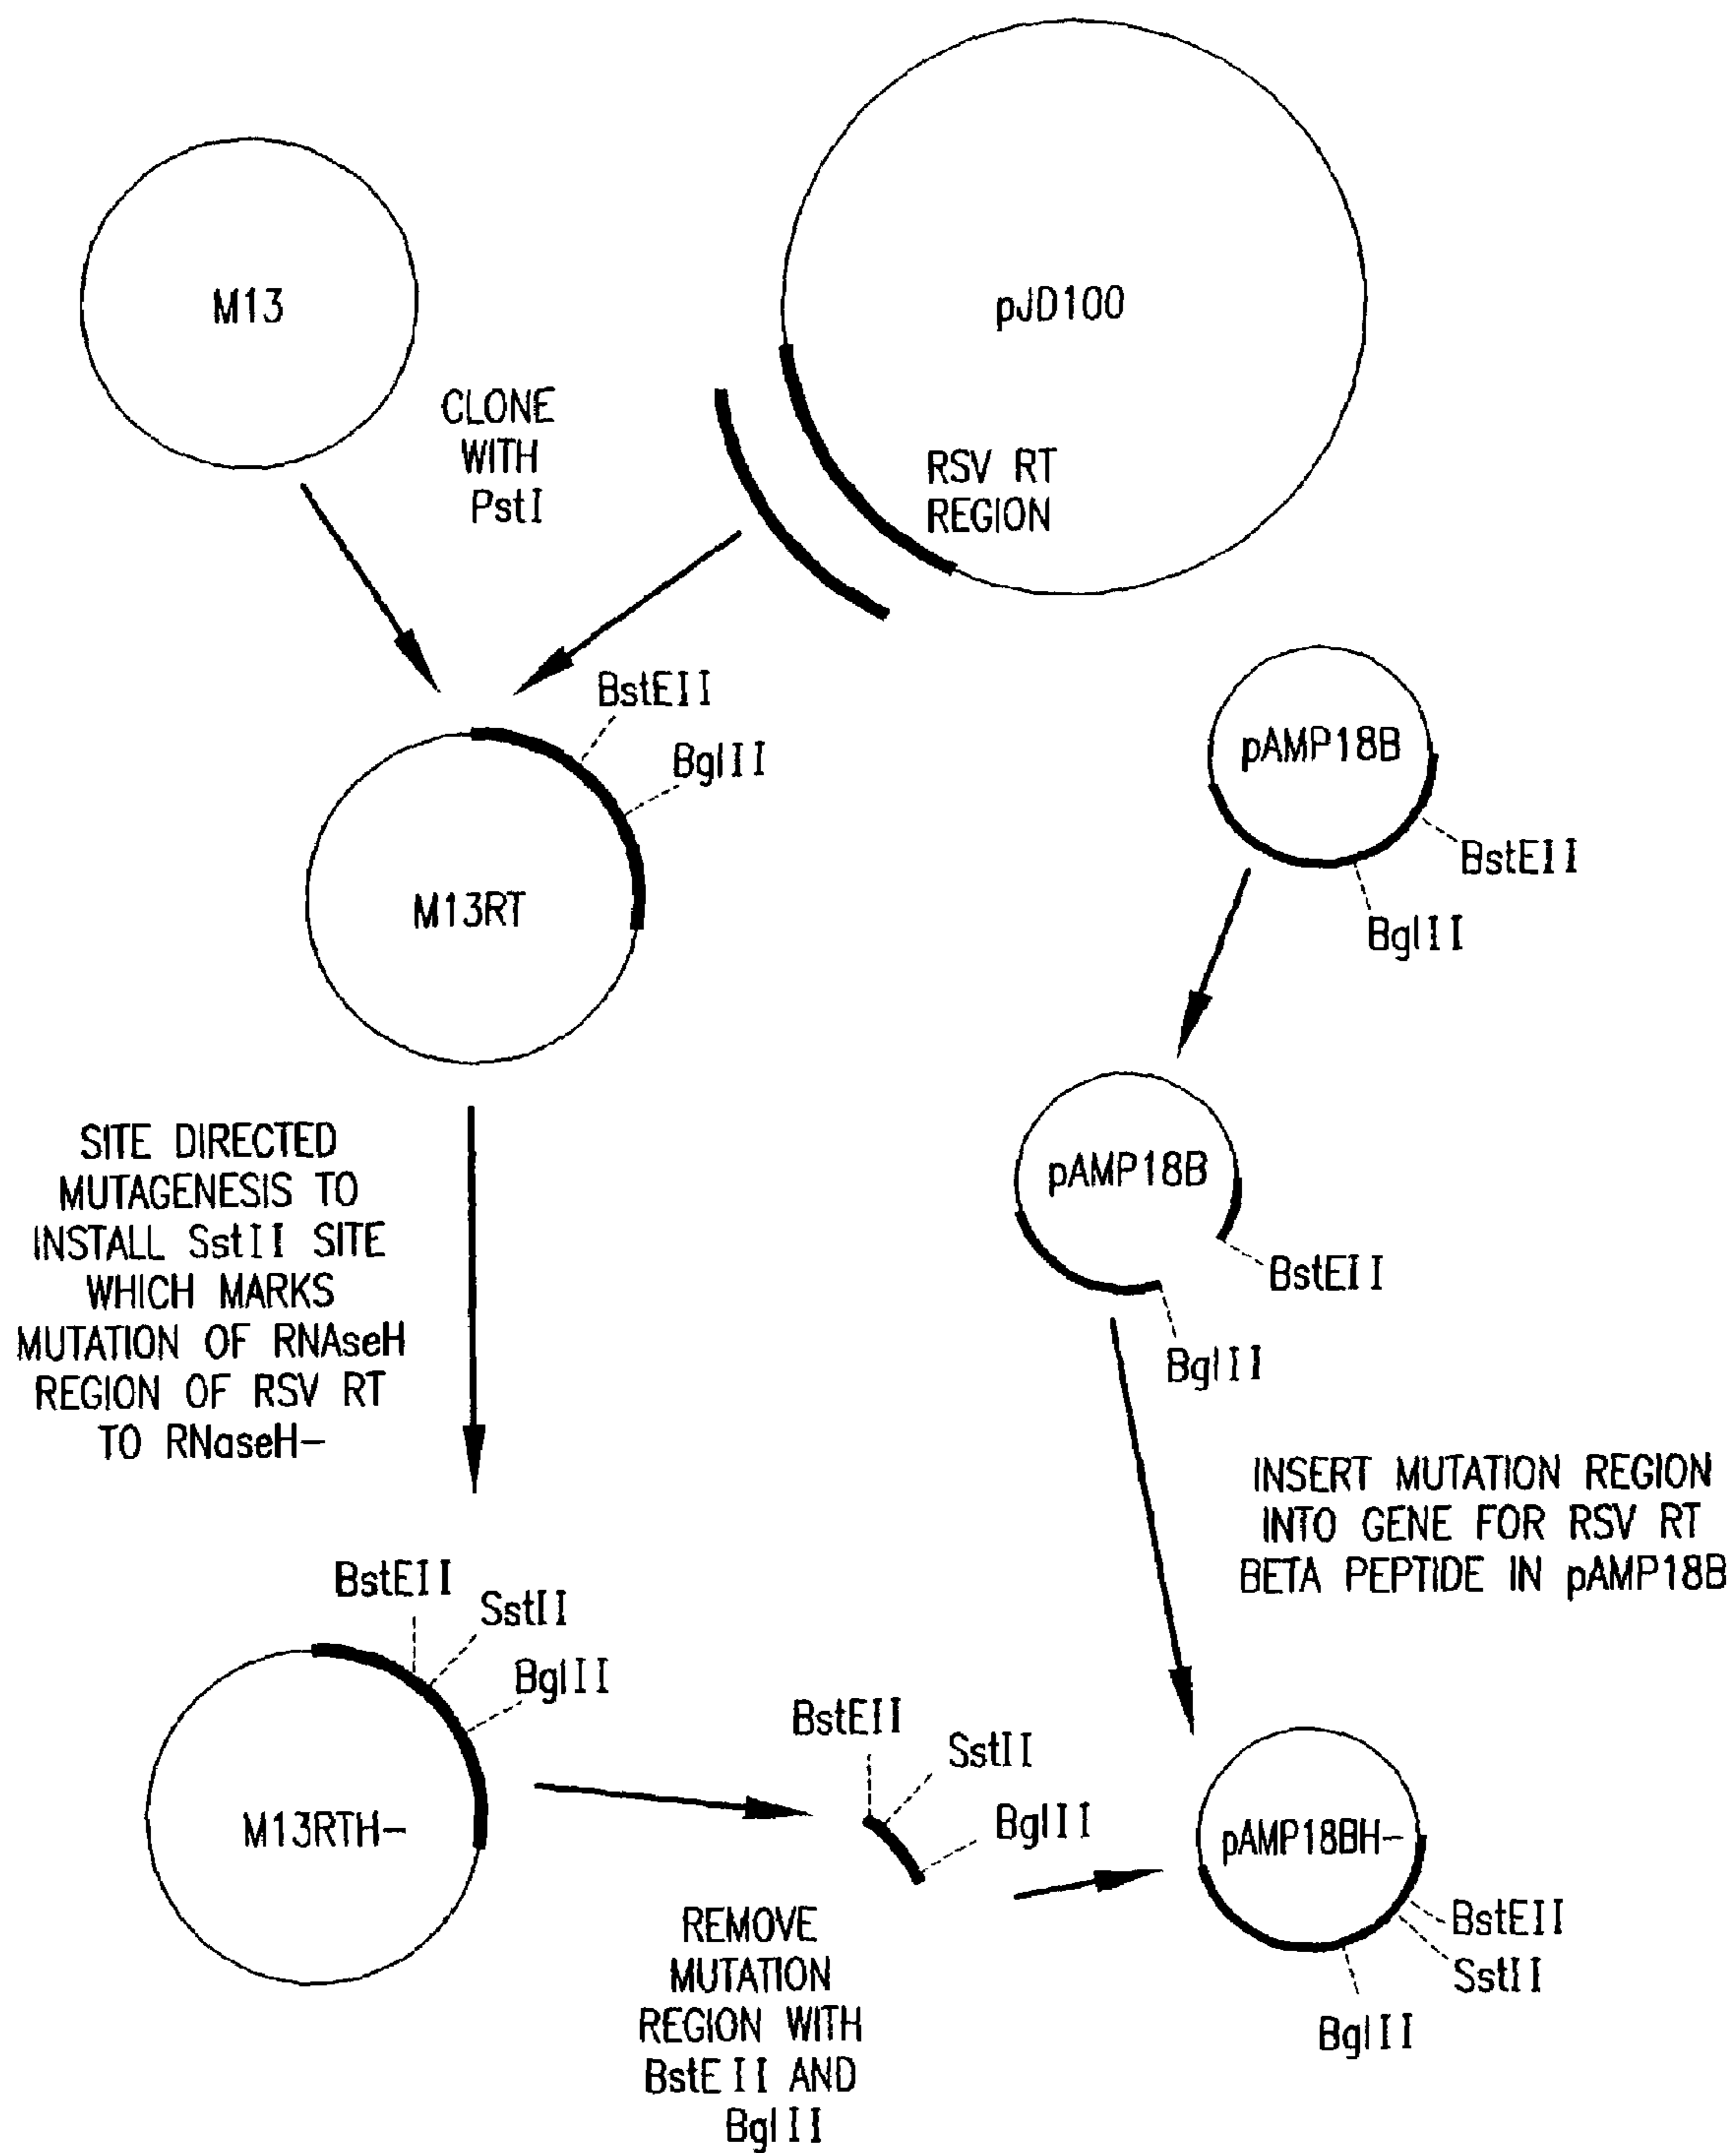 M13
pJD100
CLONE
WITH
PstI
RSV RT
REGION
BstEII
BglII
M13RT
pAMP18B
BstEII
BglII
SITE DIRECTED
MUTAGENESIS TO
INSTALL SstII SITE
WHICH MARKS
MUTATION OF RNAseH
REGION OF RSV RT
TO RNaseH-
pAMP18B
BstEII
BglII
INSERT MUTATION REGION
INTO GENE FOR RSV RT
BETA PEPTIDE IN pAMP18B
BstEII
SstII
BglII
M13RTH-
BstEII
SstII
BglII
REMOVE
MUTATION
REGION WITH
BstEII AND
BglII
pAMP18BH-
BstEII
SstII
BglII